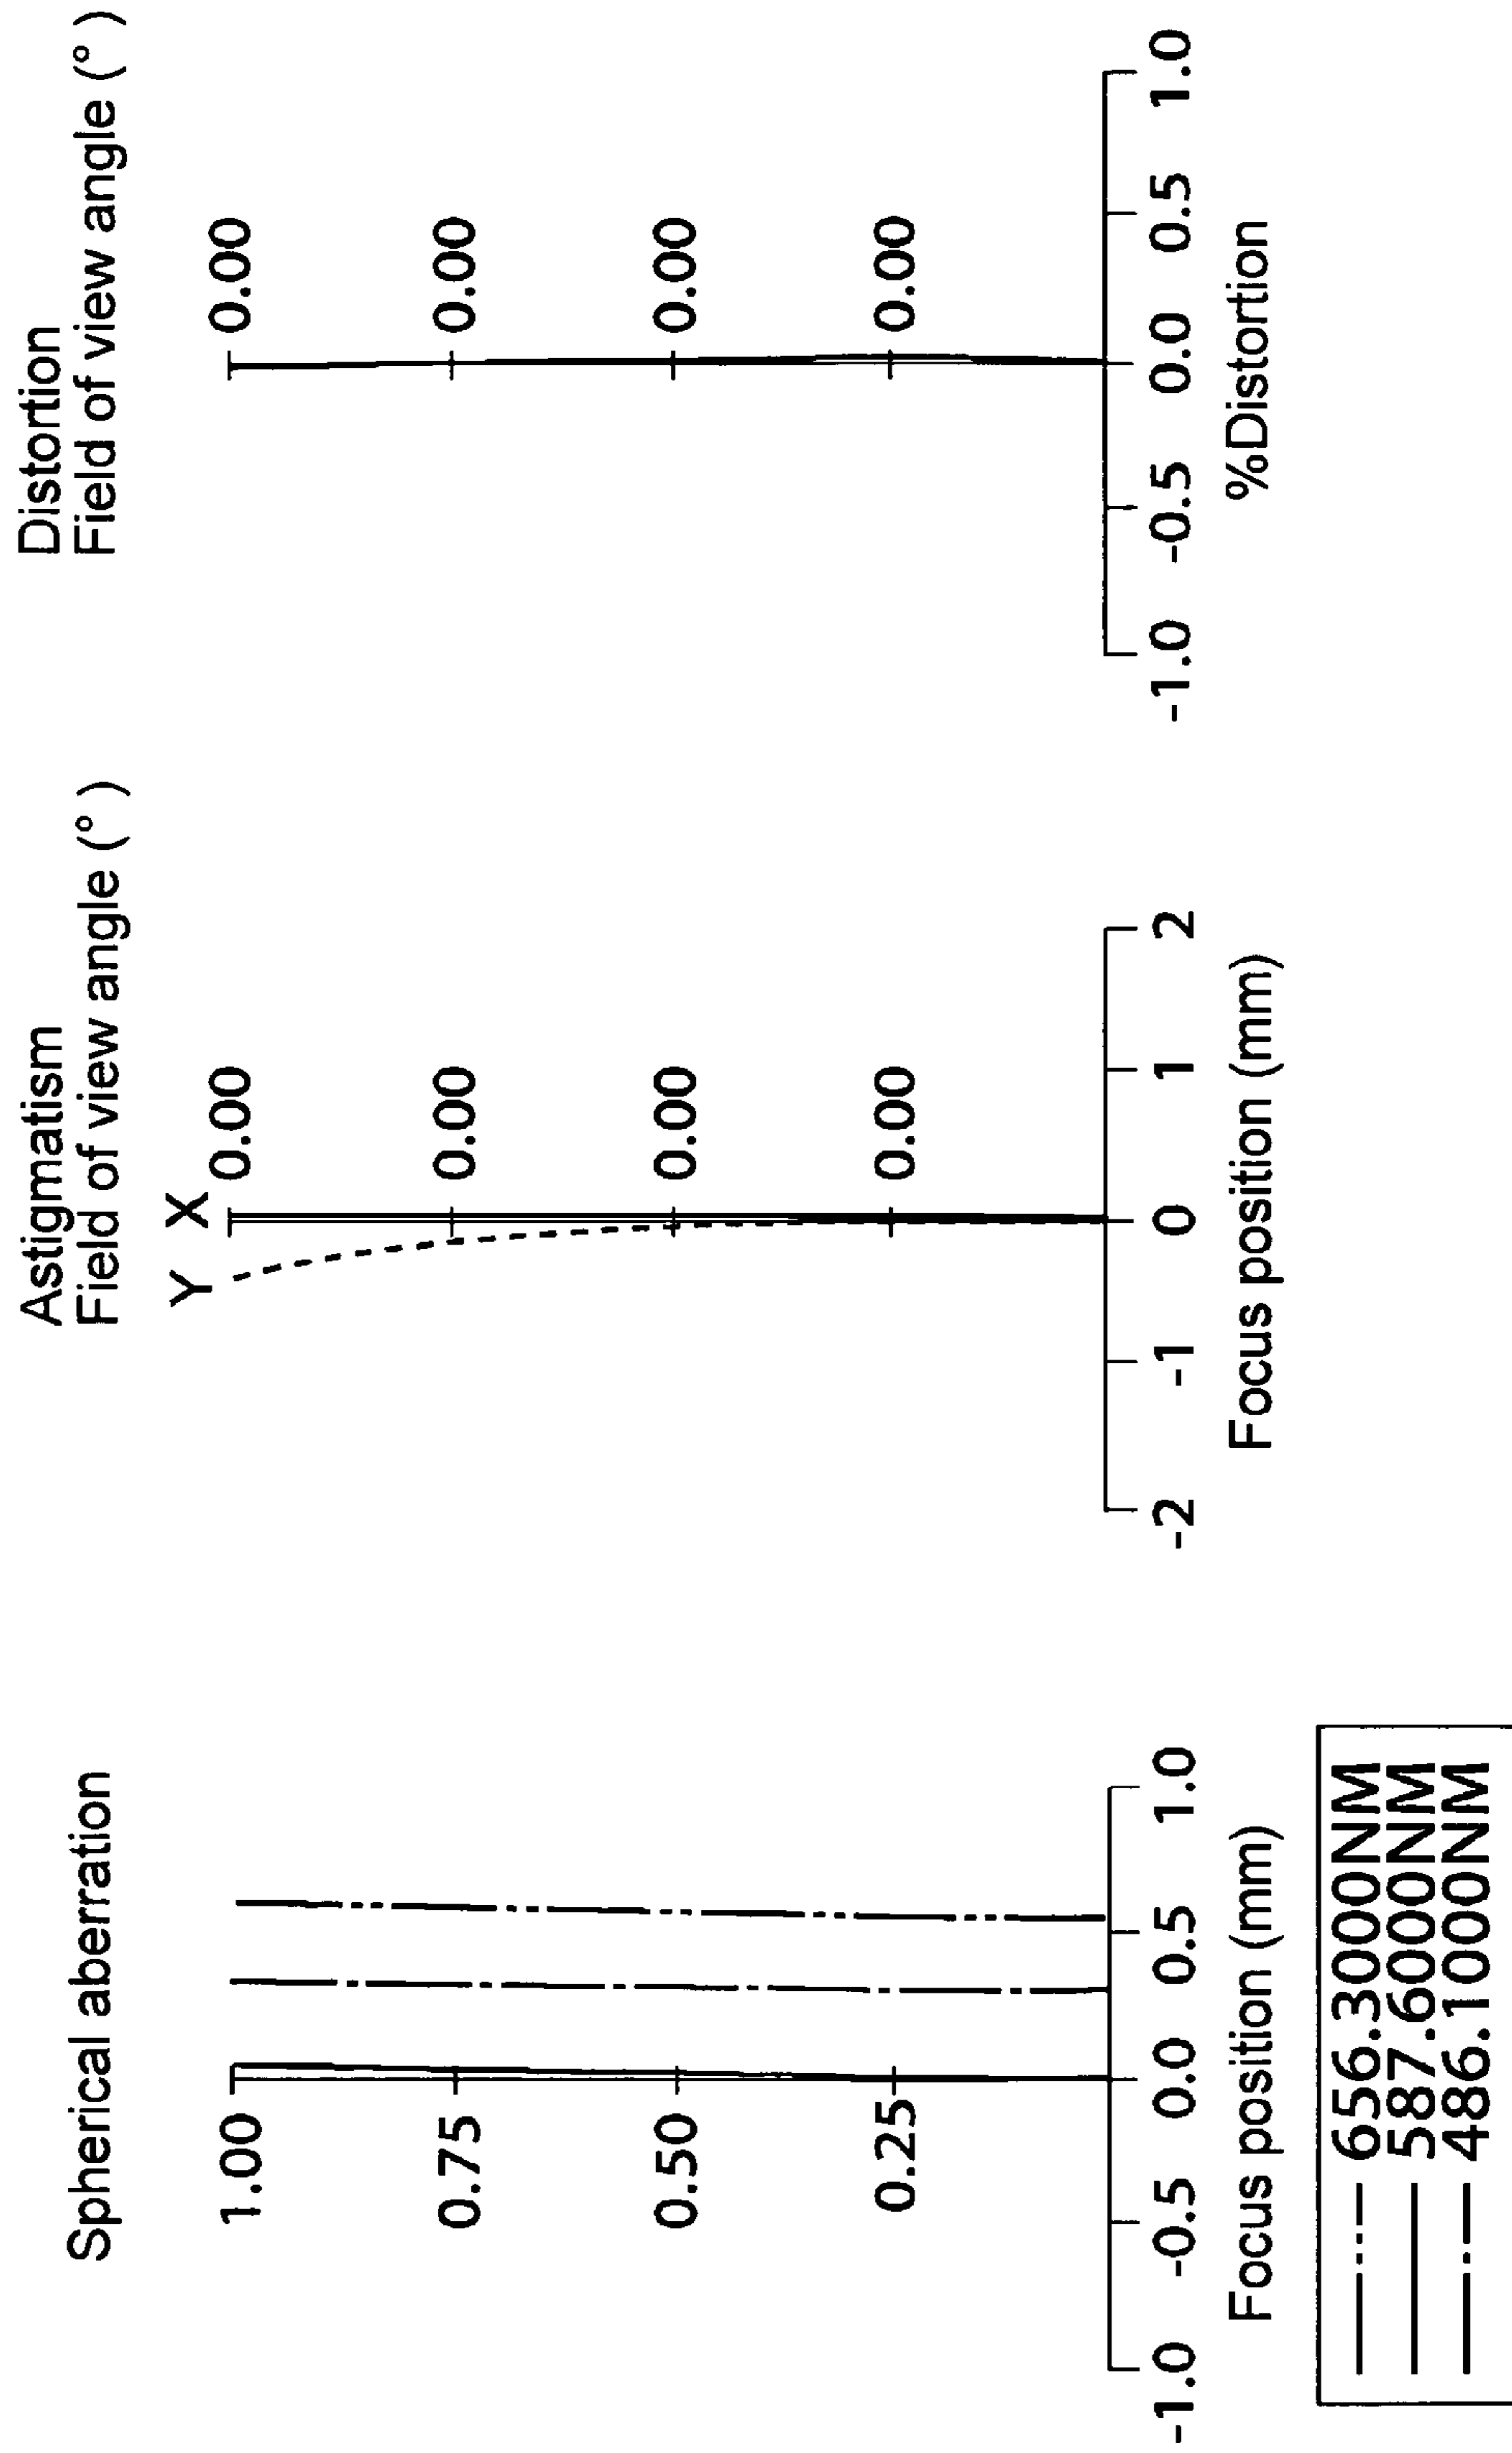 Spherical aberration
1.00
0.75
0.50
0.25
-1.0 -0.5 0.0 0.5 1.0
Focus position (mm)
656.3000NM
587.6000NM
486.1000NM
Astigmatism
Field of view angle (° )
Y X
0.00
0.00
0.00
0.00
-2 -1 0 1 2
Focus position (mm)
Distortion
Field of view angle (° )
0.00
0.00
0.00
0.00
-1.0 -0.5 0.0 0.5 1.0
%Distortion